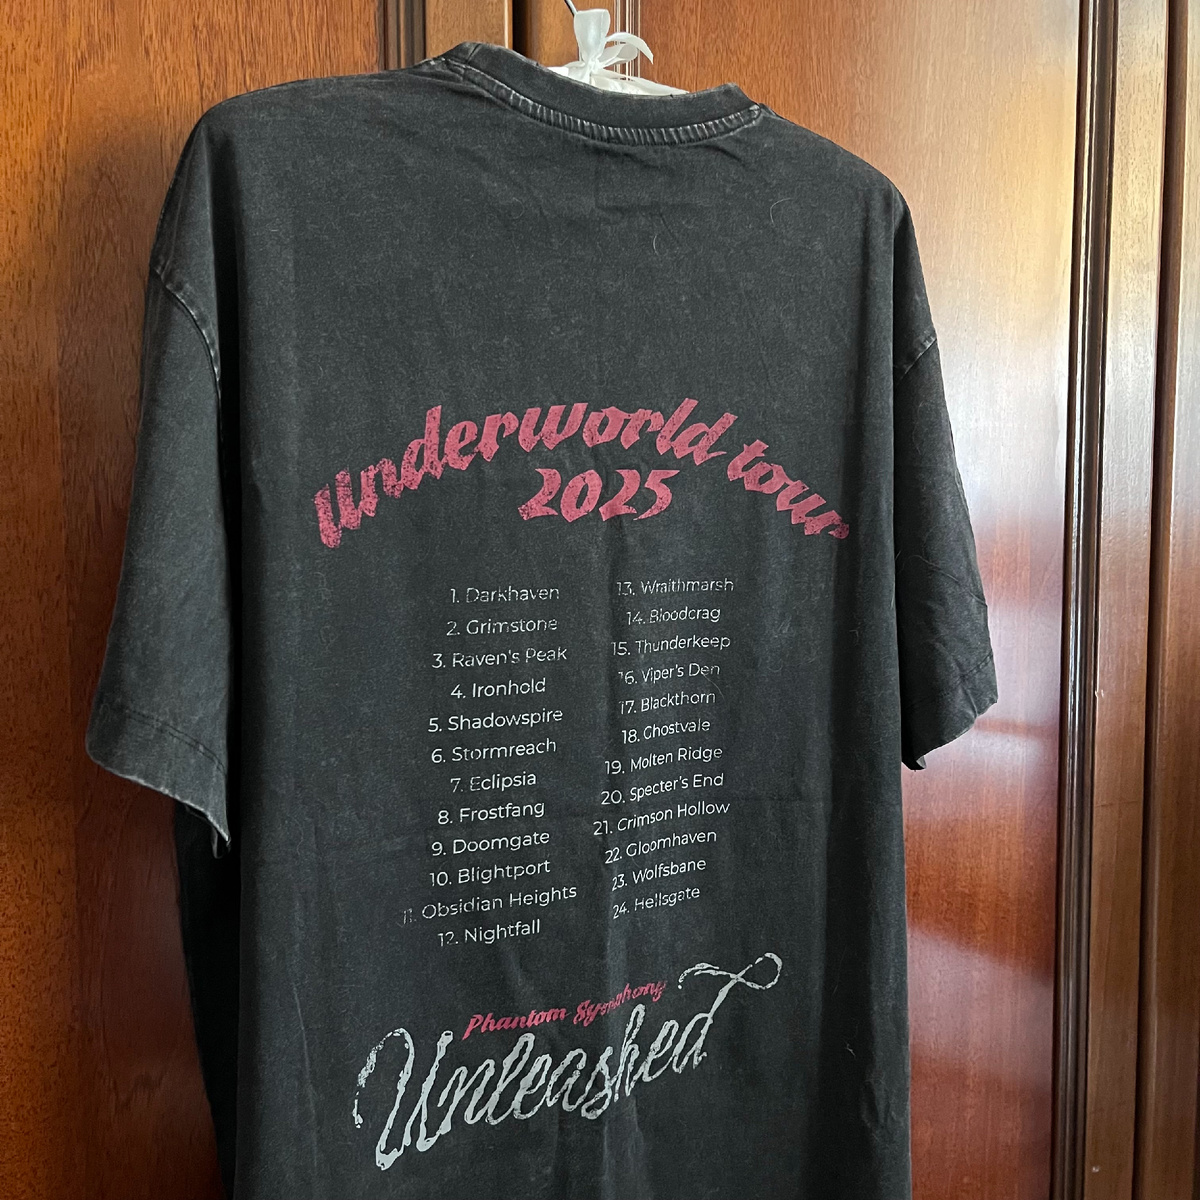 underworld tour
2025
1. Darkhaven
2. Grimstone
3. Raven's Peak
4. Ironhold
5. Shadowspire
6. Stormreach
7. Eclipsia
8. Frostfang
9. Doomgate
10. Blightport
11. Obsidian Heights
12. Nightfall
13. Wraithmarsh
14. Bloodcrag
15. Thunderkeep
16. Viper's Den
17. Blackthorn
18. Ghostvale
19. Molten Ridge
20. Specter's End
21. Crimson Hollow
22. Gloomhaven
23. Wolfsbane
24. Hellsgate
Phantom Symphony
Unleashed